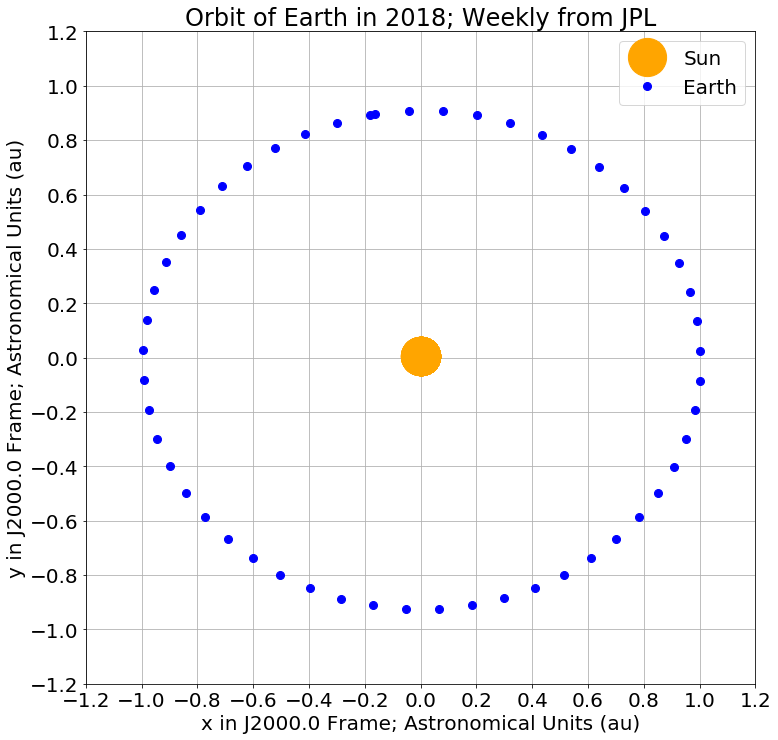 Orbit of Earth in 2018; Weekly from JPL
Sun
Earth
y in J2000.0 Frame; Astronomical Units (au)
1.2
1.0
0.8
0.6
0.4
0.2
0.0
−0.2
−0.4
−0.6
−0.8
−1.0
−1.2
−1.2 −1.0 −0.8 −0.6 −0.4 −0.2 0.0 0.2 0.4 0.6 0.8 1.0 1.2
x in J2000.0 Frame; Astronomical Units (au)